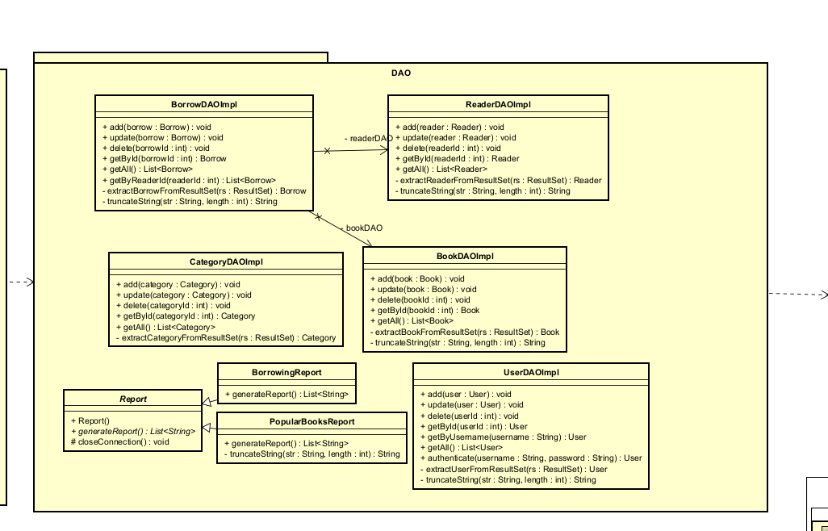 DAO
BorrowDAOImpl
+ add(borrow : Borrow) : void
+ update(borrow : Borrow) : void
+ delete(borrowId : int) : void
+ getById(borrowId : int) : Borrow
+ getAll() : List<Borrow>
+ getByReaderId(readerId : int) : List<Borrow>
- extractBorrowFromResultSet(rs : ResultSet) : Borrow
- truncateString(str : String, length : int) : String
- readerDAO
ReaderDAOImpl
+ add(reader : Reader) : void
+ update(reader : Reader) : void
+ delete(readerId : int) : void
+ getById(readerId : int) : Reader
+ getAll() : List<Reader>
- extractReaderFromResultSet(rs : ResultSet) : Reader
- truncateString(str : String, length : int) : String
- bookDAO
CategoryDAOImpl
+ add(category : Category) : void
+ update(category : Category) : void
+ delete(categoryId : int) : void
+ getById(categoryId : int) : Category
+ getAll() : List<Category>
- extractCategoryFromResultSet(rs : ResultSet) : Category
BookDAOImpl
+ add(book : Book) : void
+ update(book : Book) : void
+ delete(bookId : int) : void
+ getById(bookId : int) : Book
+ getAll() : List<Book>
- extractBookFromResultSet(rs : ResultSet) : Book
- truncateString(str : String, length : int) : String
BorrowingReport
+ generateReport() : List<String>
Report
+ Report()
+ generateReport() : List<String>
# closeConnection() : void
PopularBooksReport
+ generateReport() : List<String>
- truncateString(str : String, length : int) : String
UserDAOImpl
+ add(user : User) : void
+ update(user : User) : void
+ delete(userId : int) : void
+ getById(userId : int) : User
+ getByUsername(username : String) : User
+ getAll() : List<User>
+ authenticate(username : String, password : String) : User
- extractUserFromResultSet(rs : ResultSet) : User
- truncateString(str : String, length : int) : String